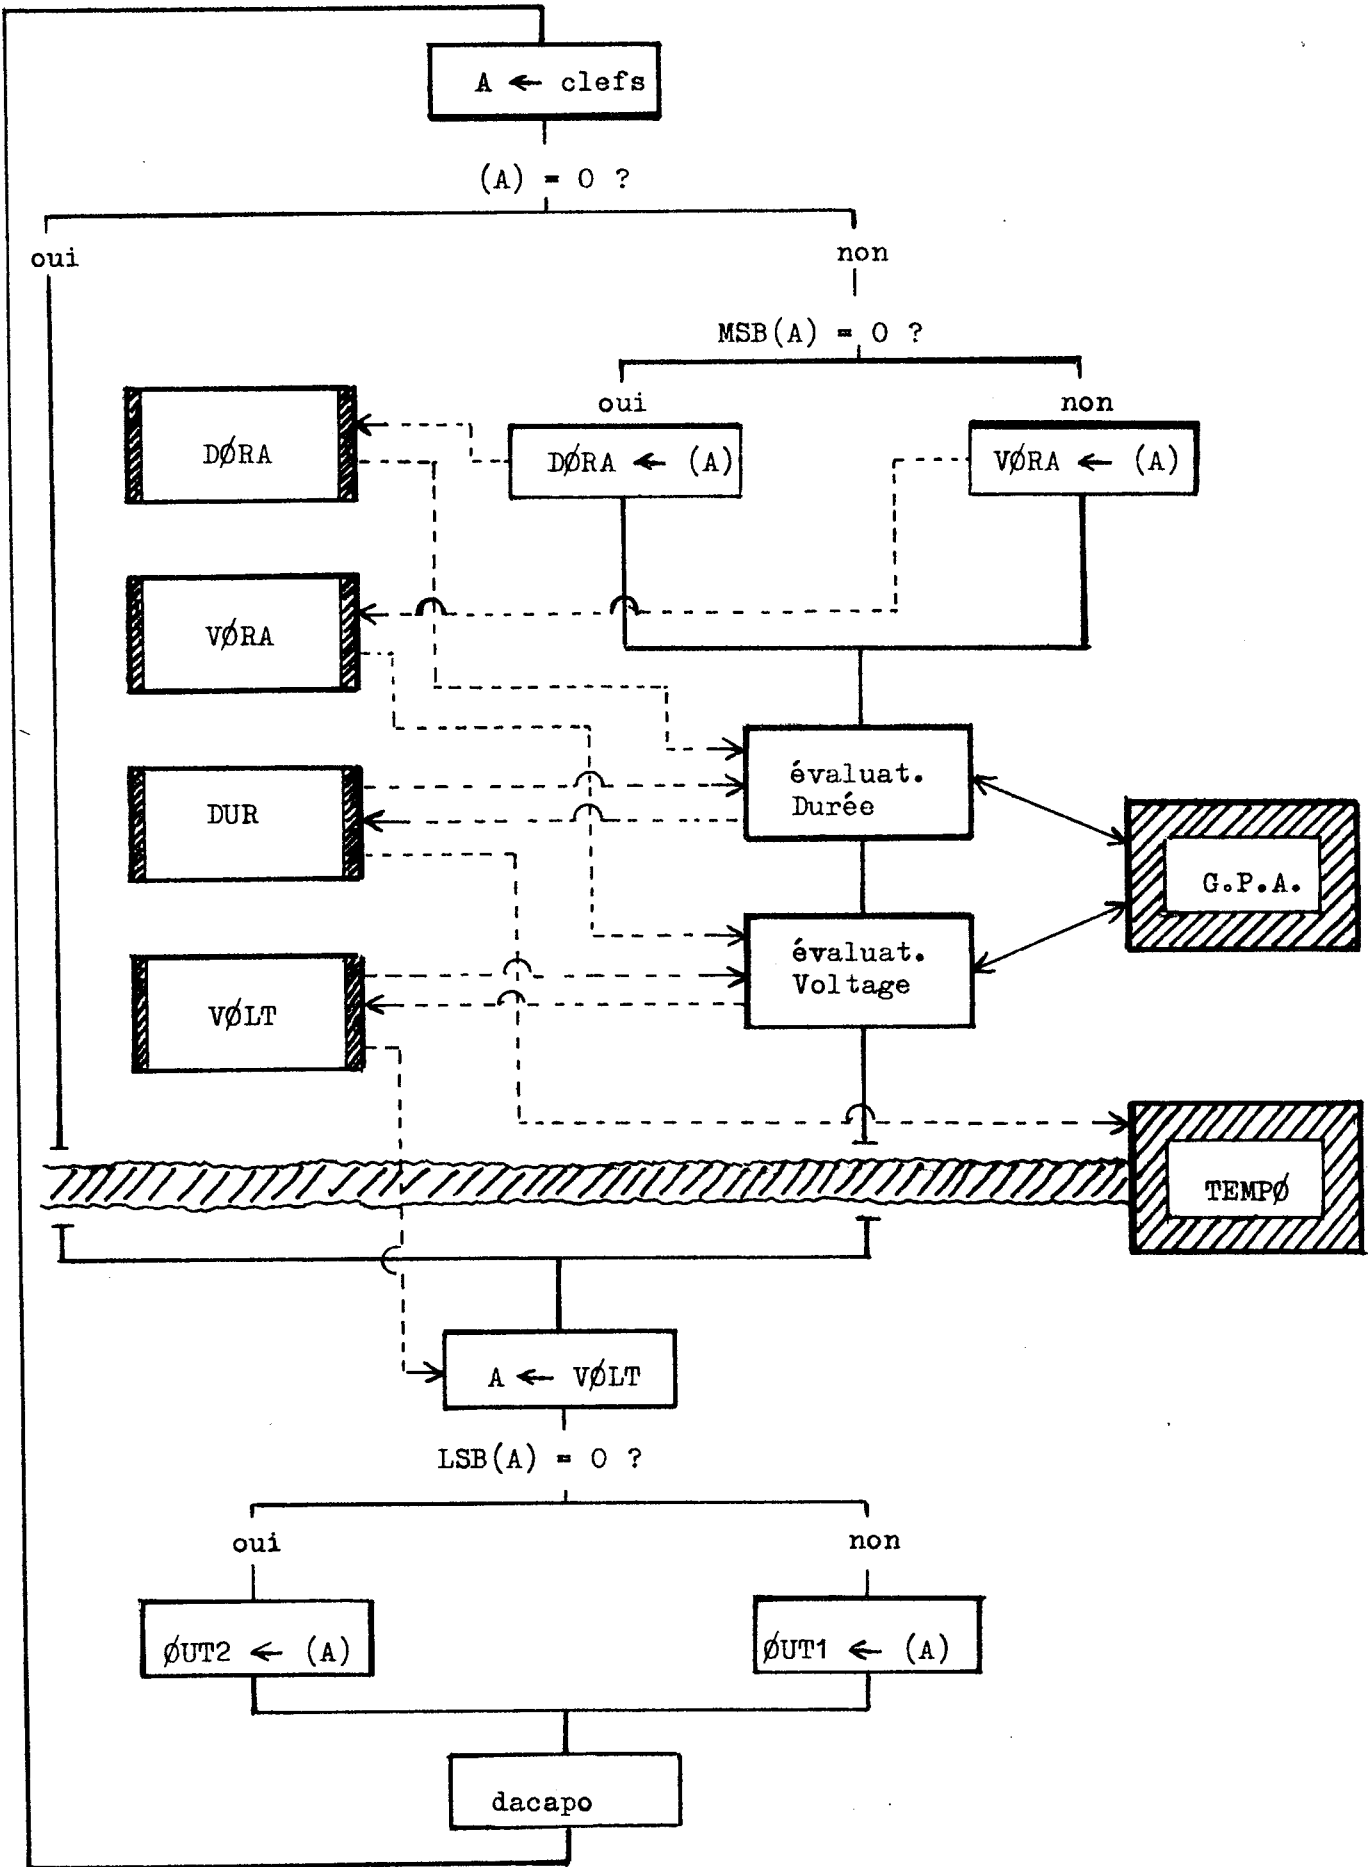 A ← clefs
(A) = 0 ?
oui
non
MSB(A) = 0 ?
oui
non
DØRA
DØRA ← (A)
VØRA ← (A)
VØRA
DUR
évaluat.
Durée
G.P.A.
évaluat.
Voltage
VØLT
TEMPØ
A ← VØLT
LSB(A) = 0 ?
oui
non
ØUT2 ← (A)
ØUT1 ← (A)
dacapo